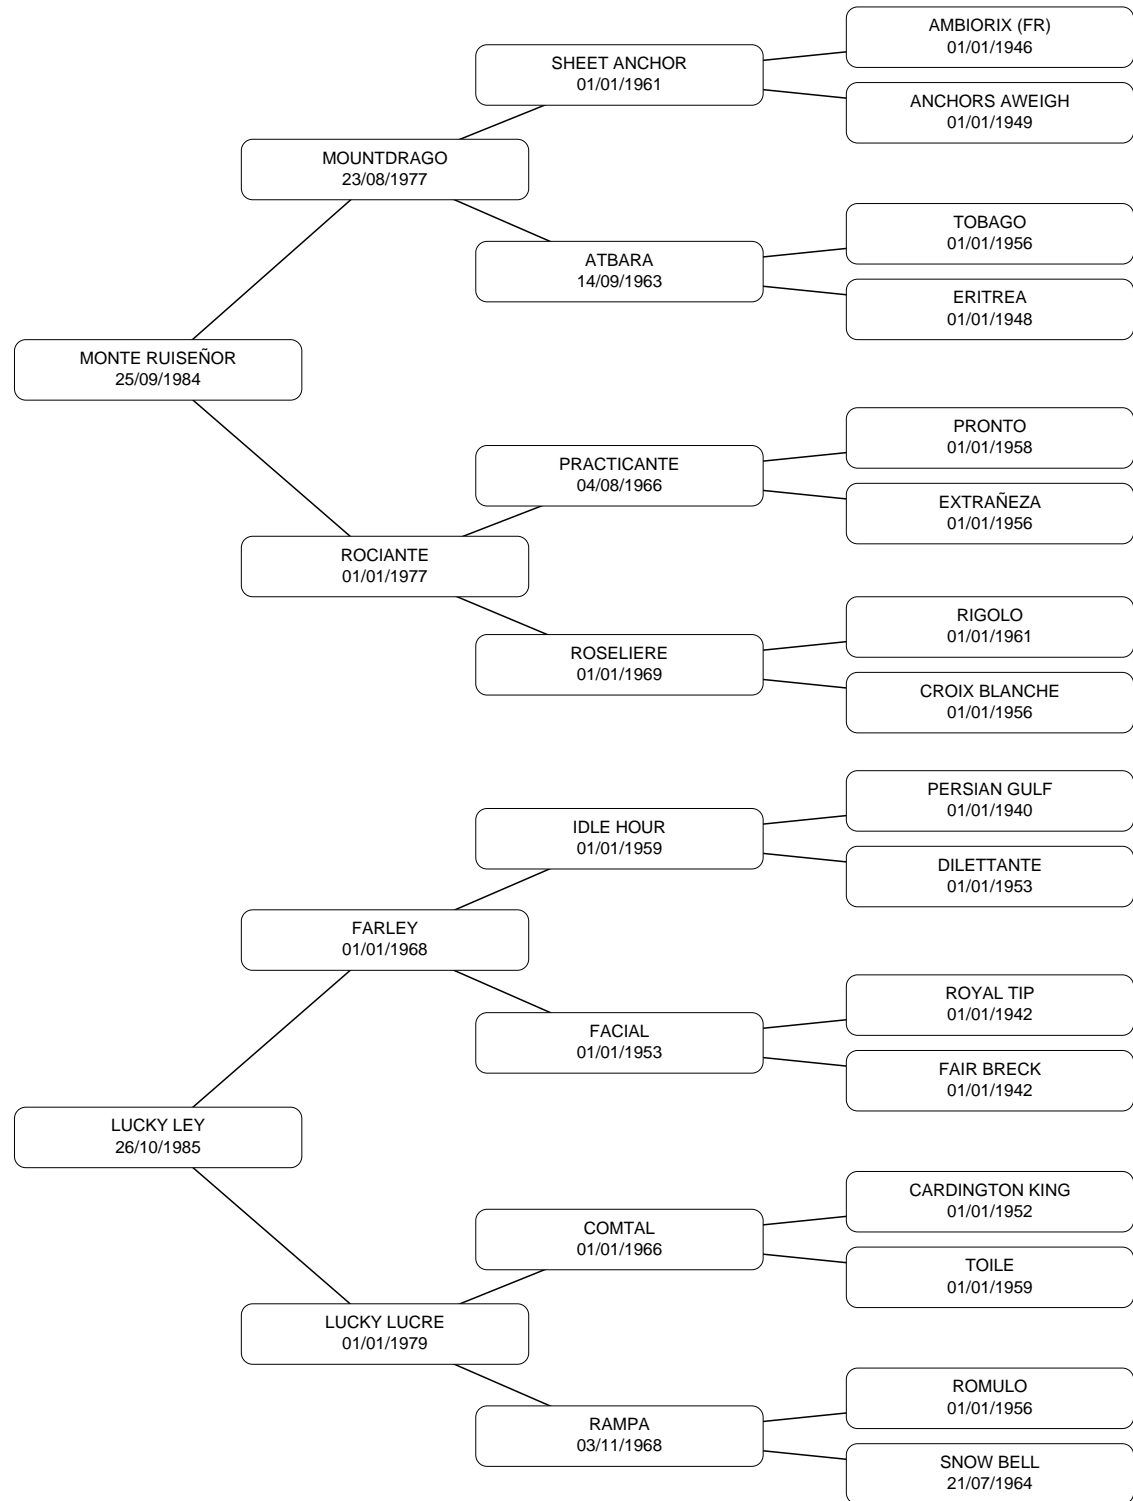 AMBIORIX (FR)
01/01/1946
SHEET ANCHOR
01/01/1961
ANCHORS AWEIGH
01/01/1949
MOUNTDRAGO
23/08/1977
TOBAGO
01/01/1956
ATBARA
14/09/1963
ERITREA
01/01/1948
MONTE RUISEÑOR
25/09/1984
PRONTO
01/01/1958
PRACTICANTE
04/08/1966
EXTRAÑEZA
01/01/1956
ROCIANTE
01/01/1977
RIGOLO
01/01/1961
ROSELIERE
01/01/1969
CROIX BLANCHE
01/01/1956
PERSIAN GULF
01/01/1940
IDLE HOUR
01/01/1959
DILETTANTE
01/01/1953
FARLEY
01/01/1968
ROYAL TIP
01/01/1942
FACIAL
01/01/1953
FAIR BRECK
01/01/1942
LUCKY LEY
26/10/1985
CARDINGTON KING
01/01/1952
COMTAL
01/01/1966
TOILE
01/01/1959
LUCKY LUCRE
01/01/1979
ROMULO
01/01/1956
RAMPA
03/11/1968
SNOW BELL
21/07/1964